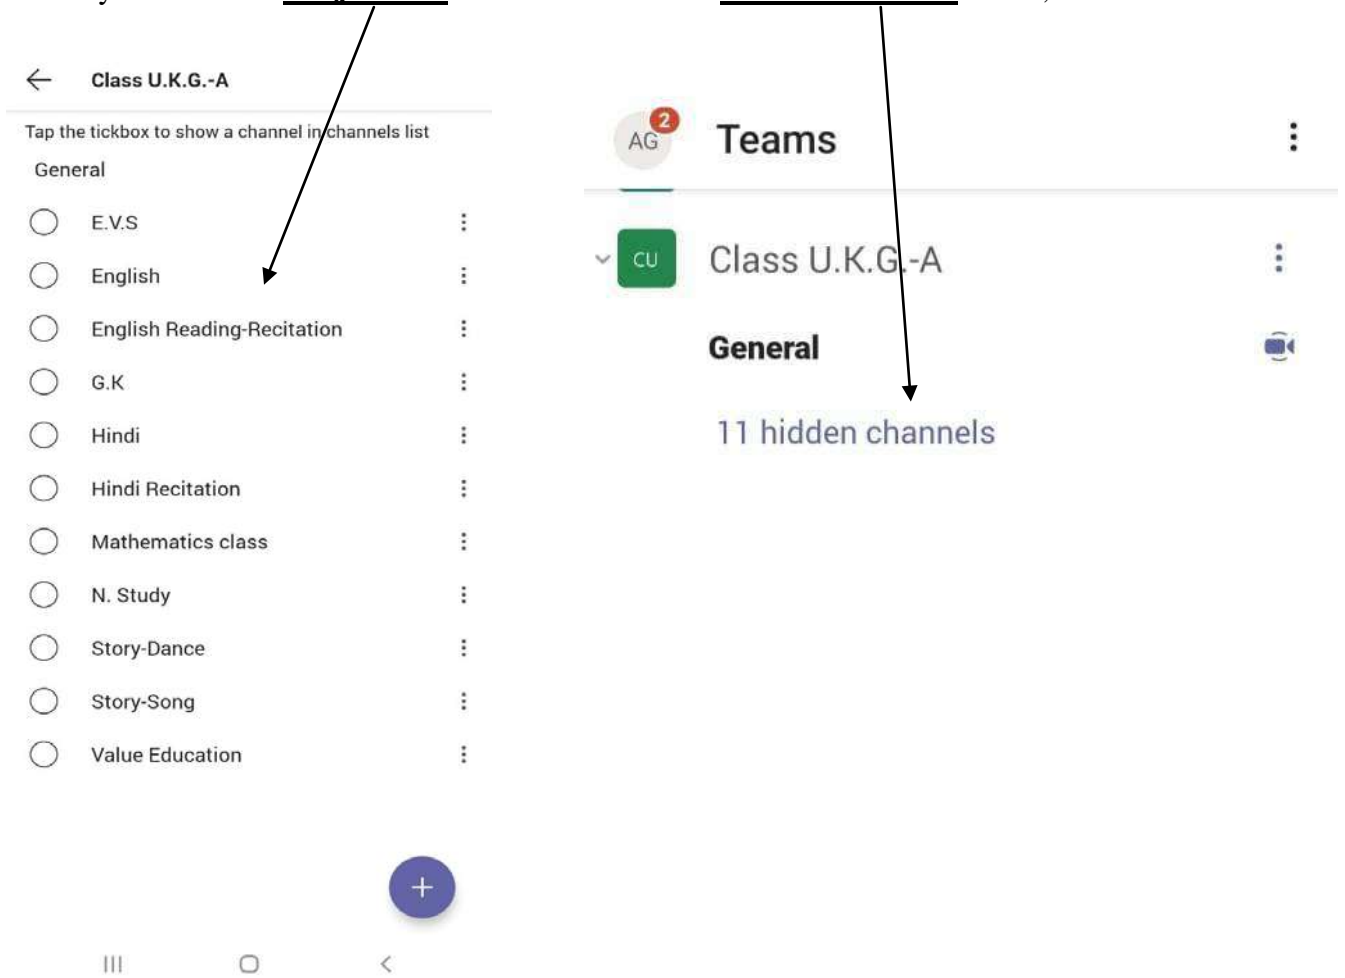 Class U.K.G.-A
Tap the tickbox to show a channel in channels list
General
E.V.S
English
English Reading-Recitation
G.K
Hindi
Hindi Recitation
Mathematics class
N. Study
Story-Dance
Story-Song
Value Education
AG 2
Teams
CU Class U.K.G.-A
General
11 hidden channels